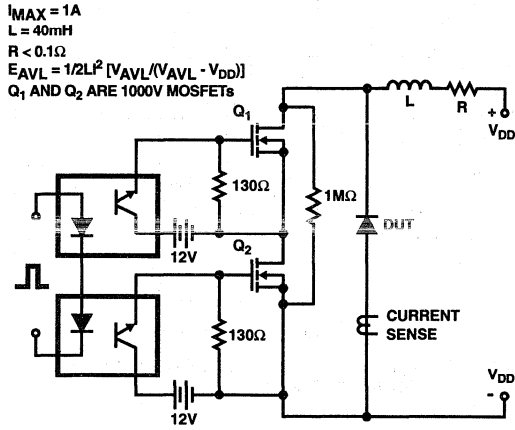 IMAX = 1A
L = 40mH
R < 0.1Ω
EAVL = 1/2LI² [VAVL/(VAVL - VDD)]
Q1 AND Q2 ARE 1000V MOSFETs
Q1
L
R
+
VDD
130Ω
1MΩ
DUT
12V
Q2
130Ω
CURRENT
SENSE
VDD
-
12V